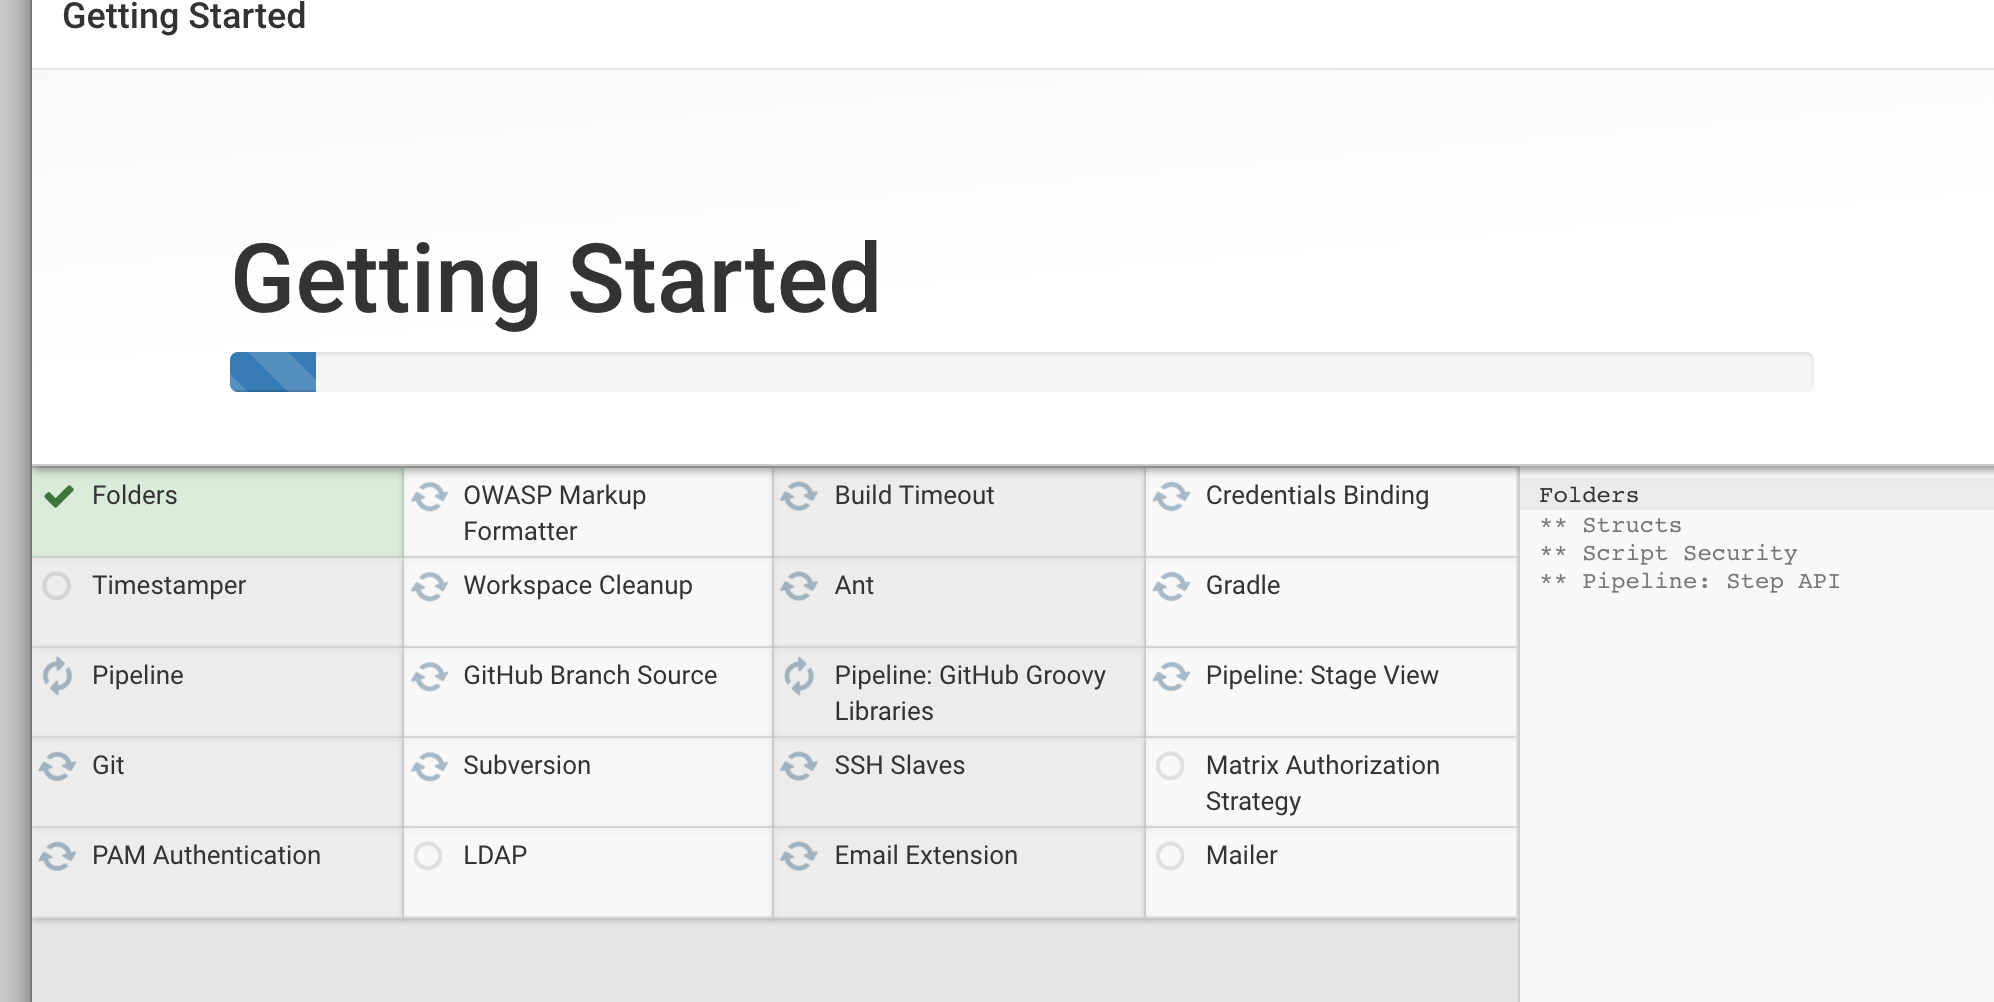 Getting Started
Getting Started
Folders
OWASP Markup
Formatter
Build Timeout
Credentials Binding
Timestamper
Workspace Cleanup
Ant
Gradle
Pipeline
GitHub Branch Source
Pipeline: GitHub Groovy
Libraries
Pipeline: Stage View
Git
Subversion
SSH Slaves
Matrix Authorization
Strategy
PAM Authentication
LDAP
Email Extension
Mailer
Folders
** Structs
** Script Security
** Pipeline: Step API